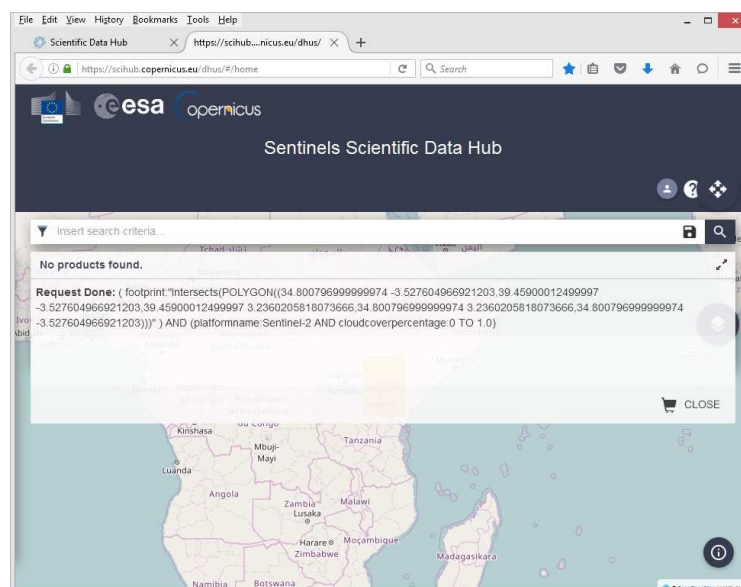 File Edit View History Bookmarks Tools Help
Scientific Data Hub
https://scihub....nicus.eu/dhus/
https://scihub.copernicus.eu/dhus/#/home
Search
esa
opernicus
Sentinels Scientific Data Hub
Insert search criteria...
No products found.
Request Done: ( footprint:"Intersects(POLYGON((34.800796999999974 -3.527604966921203,39.45900012499997
-3.527604966921203,39.45900012499997 3.2360205818073666,34.800796999999974 3.2360205818073666,34.800796999999974
-3.527604966921203)))" ) AND (platformname:Sentinel-2 AND cloudcoverpercentage:0 TO 1.0)
CLOSE
Kinshasa
Mbuji-
Mayi
Tanzania
Luanda
Angola
Zambia
Malawi
Lusaka
Harare
Moçambique
Zimbabwe
Madagasikara
Namibia
Botswana